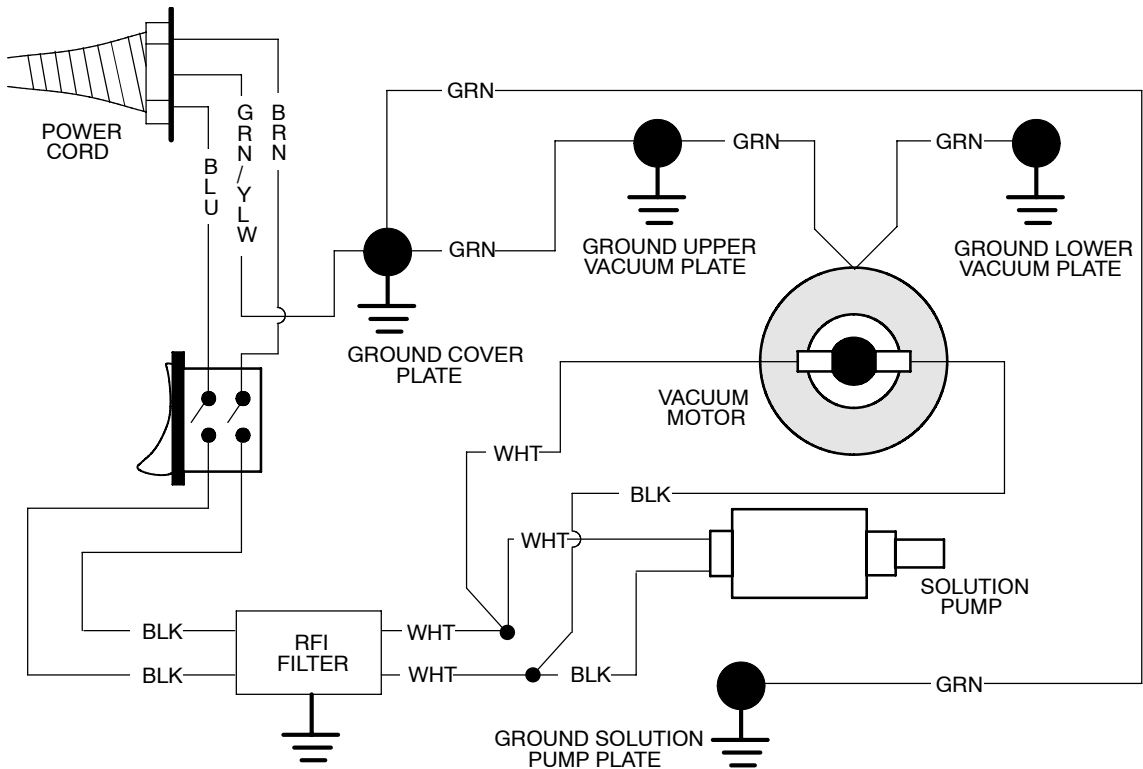 POWER
CORD
BLU
GRN/YLW
BRN
GRN
GRN
GRN
GRN
GROUND COVER
PLATE
GROUND UPPER
VACUUM PLATE
GROUND LOWER
VACUUM PLATE
VACUUM
MOTOR
WHT
BLK
WHT
SOLUTION
PUMP
BLK
BLK
RFI
FILTER
WHT
WHT
BLK
GROUND SOLUTION
PUMP PLATE
GRN